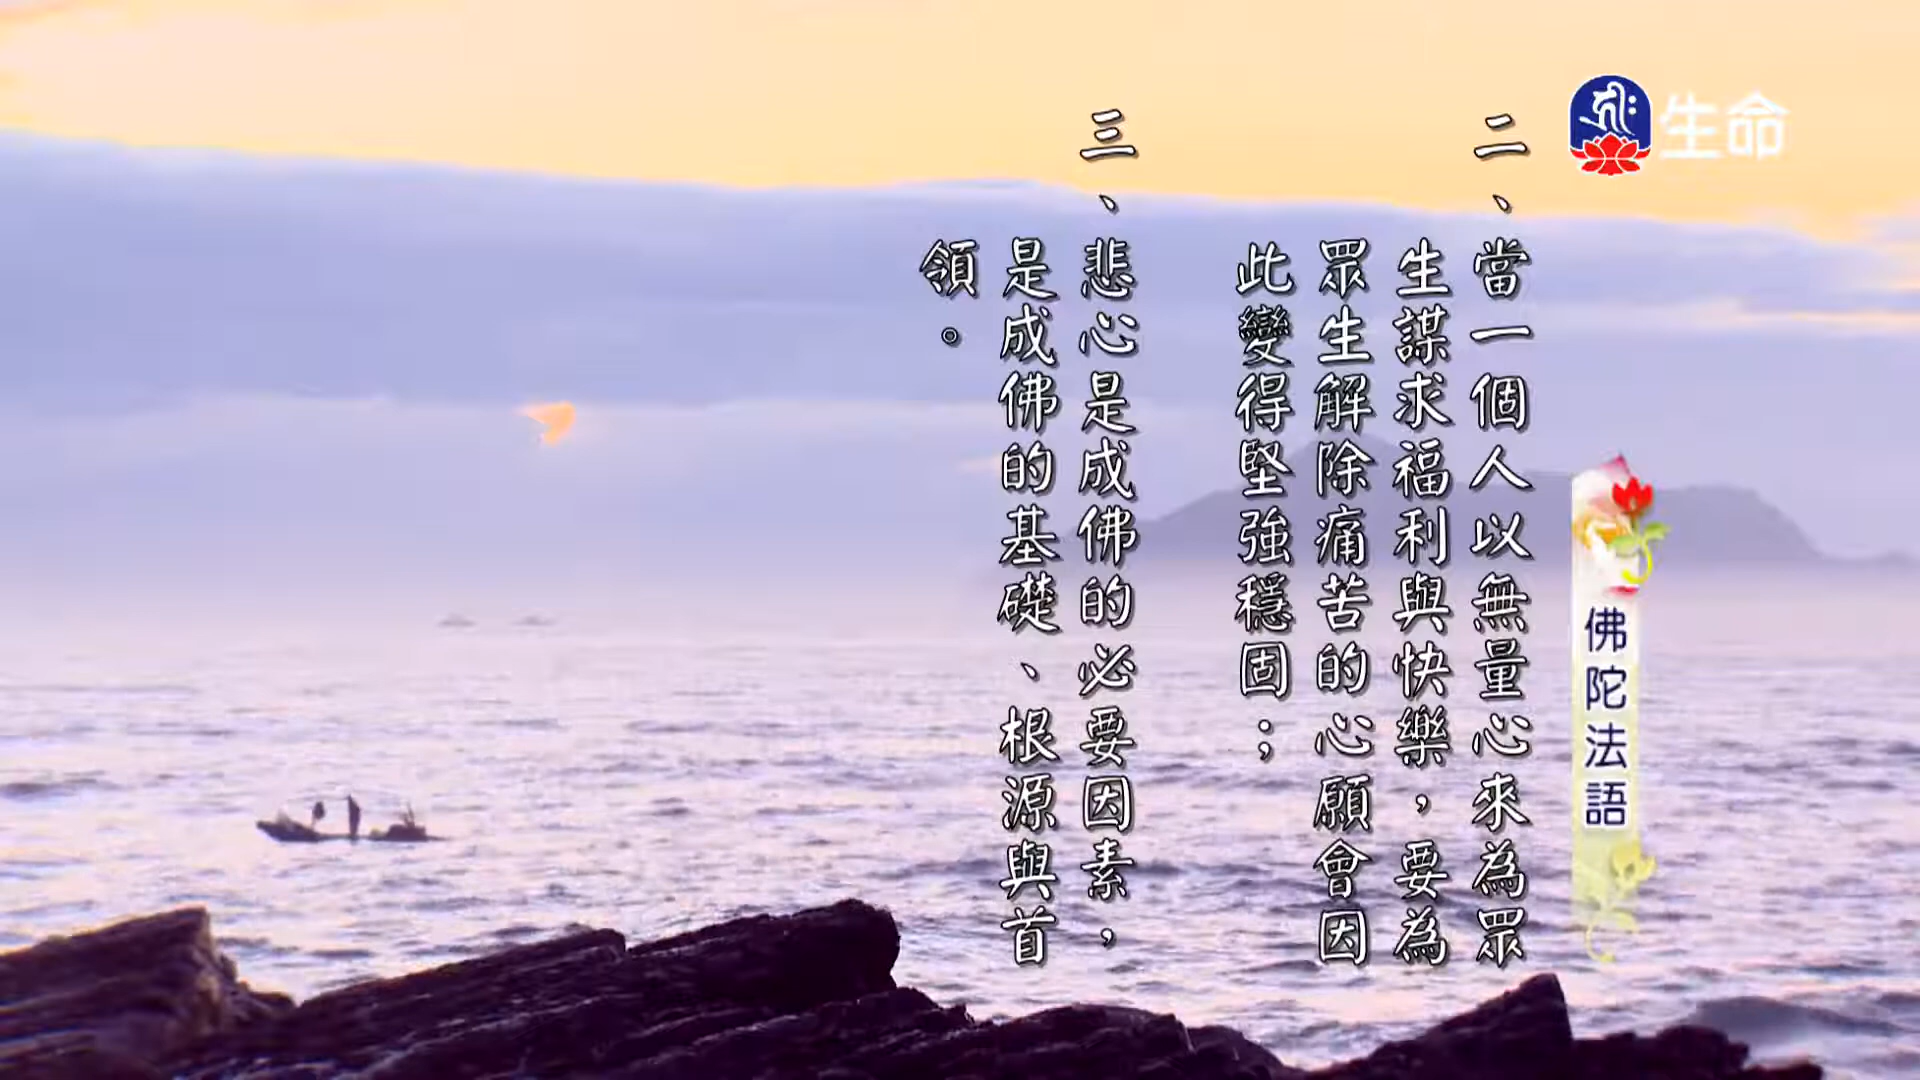 生命
佛陀法語
二、當一個人以無量心來為眾
生謀求福利與快樂，要為
眾生解除痛苦的心願會因
此變得堅強穩固；
三、悲心是成佛的必要因素，
是成佛的基礎、根源與首
領。